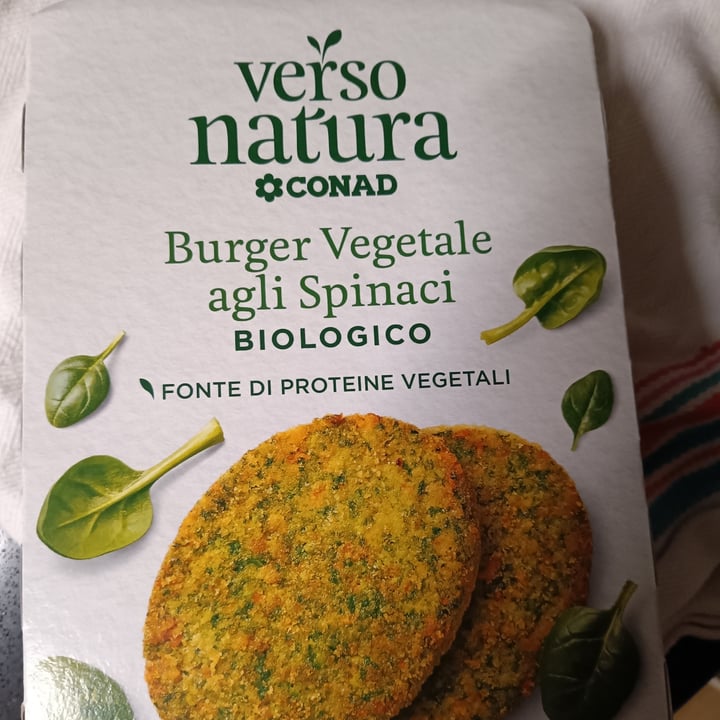 verso
natura
CONAD
Burger Vegetale
agli Spinaci
BIOLOGICO
FONTE DI PROTEINE VEGETALI